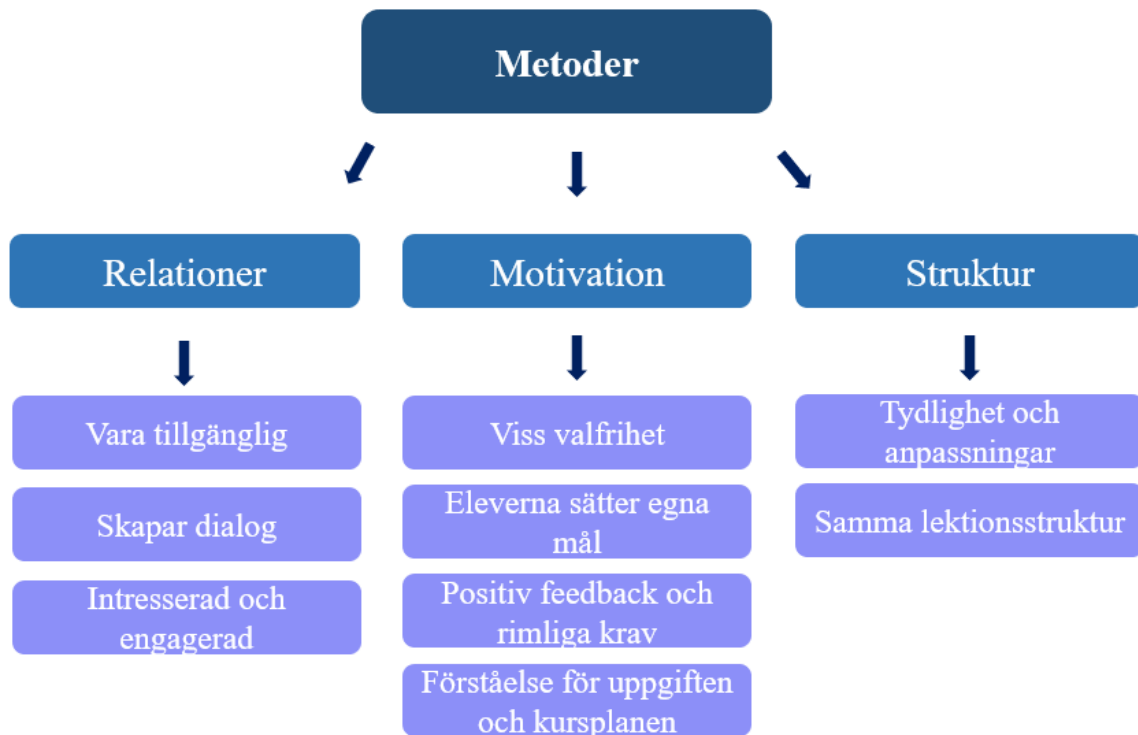 Metoder
Relationer
Motivation
Struktur
Vara tillgänglig
Skapar dialog
Intresserad och
engagerad
Viss valfrihet
Eleverna sätter egna
mål
Positiv feedback och
rimliga krav
Förståelse för uppgiften
och kursplanen
Tydlighet och
anpassningar
Samma lektionsstruktur